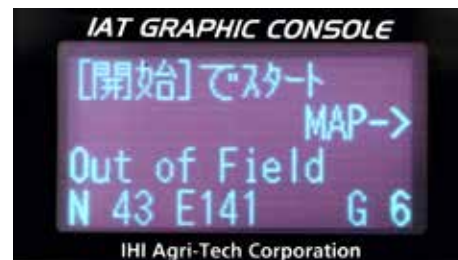 IAT GRAPHIC CONSOLE
[開始]でスタート
MAP->
Out of Field
N 43 E141 G 6
IHI Agri-Tech Corporation